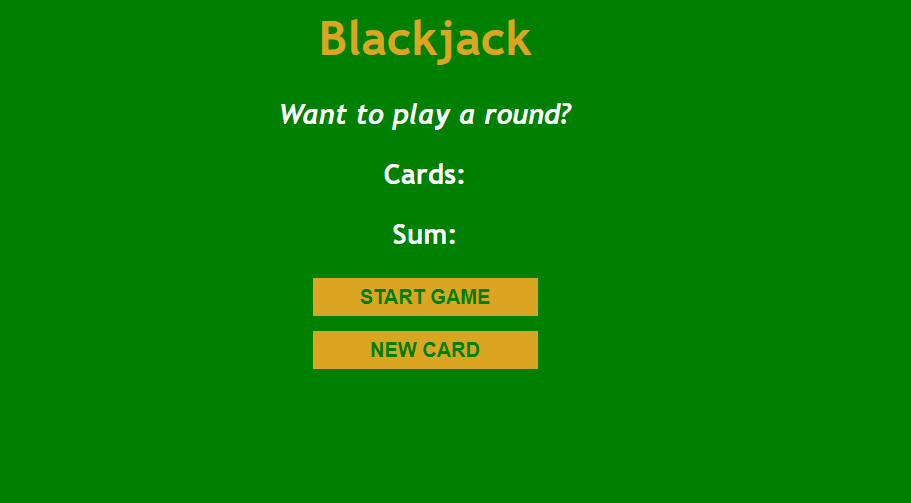 Blackjack
Want to play a round?
Cards:
Sum:
START GAME
NEW CARD